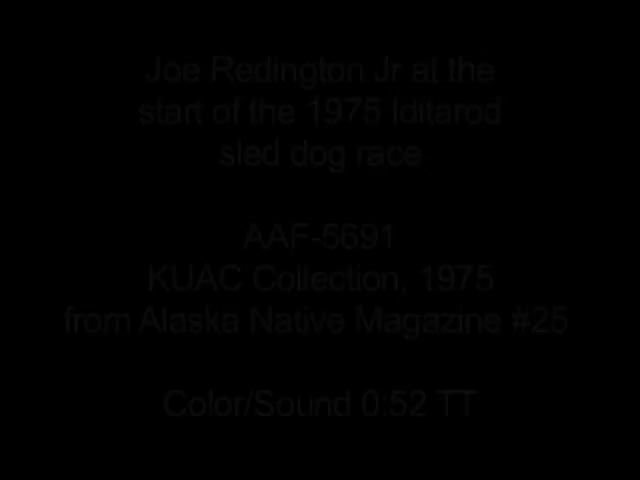 Joe Redington Jr at the
start of the 1975 Iditarod
sled dog race
AAF-5691
KUAC Collection, 1975
from Alaska Native Magazine #25
Color/Sound 0:52 TT